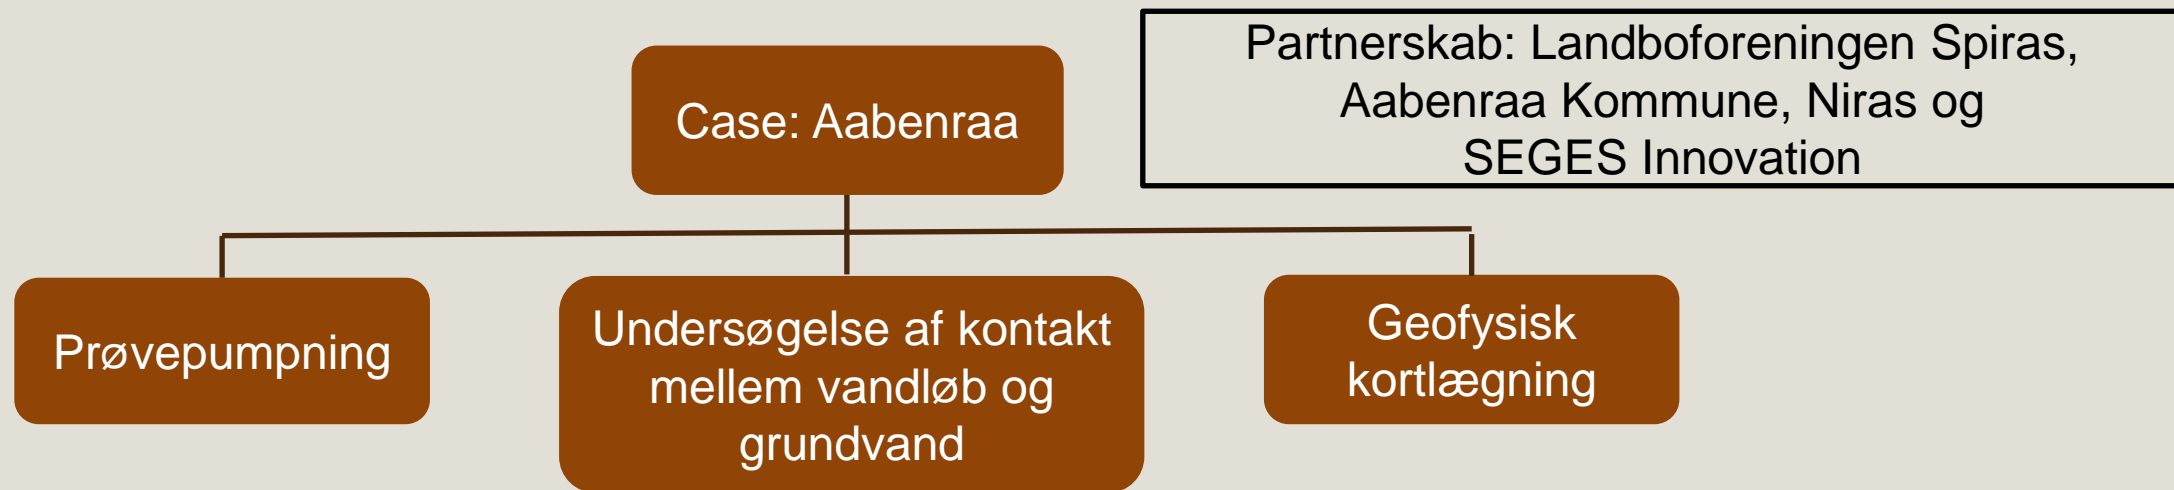 Case: Aabenraa
Partnerskab: Landboforeningen Spiras,
Aabenraa Kommune, Niras og
SEGES Innovation
Prøvepumpning
Undersøgelse af kontakt
mellem vandløb og
grundvand
Geofysisk
kortlægning